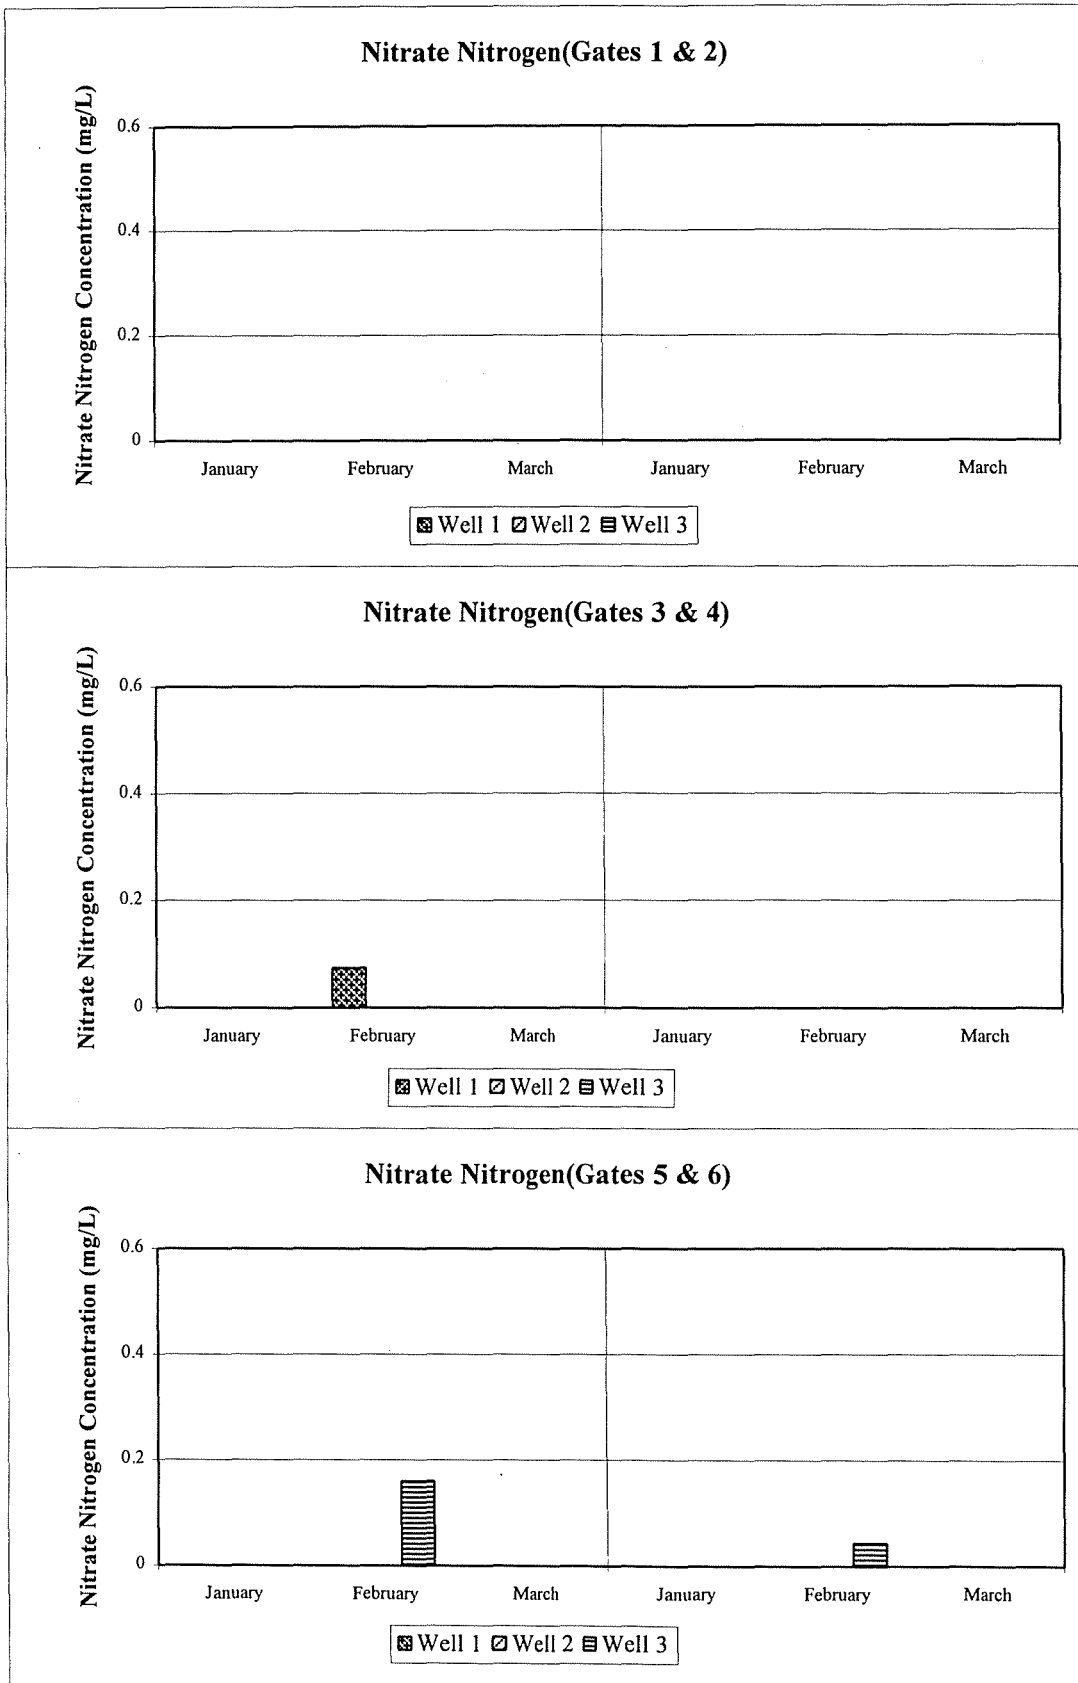 Nitrate Nitrogen(Gates 1 & 2)
Nitrate Nitrogen Concentration (mg/L)
0.6
0.4
0.2
0
January February March January February March
Well 1 Well 2 Well 3
Nitrate Nitrogen(Gates 3 & 4)
Nitrate Nitrogen Concentration (mg/L)
0.6
0.4
0.2
0
January February March January February March
Well 1 Well 2 Well 3
Nitrate Nitrogen(Gates 5 & 6)
Nitrate Nitrogen Concentration (mg/L)
0.6
0.4
0.2
0
January February March January February March
Well 1 Well 2 Well 3